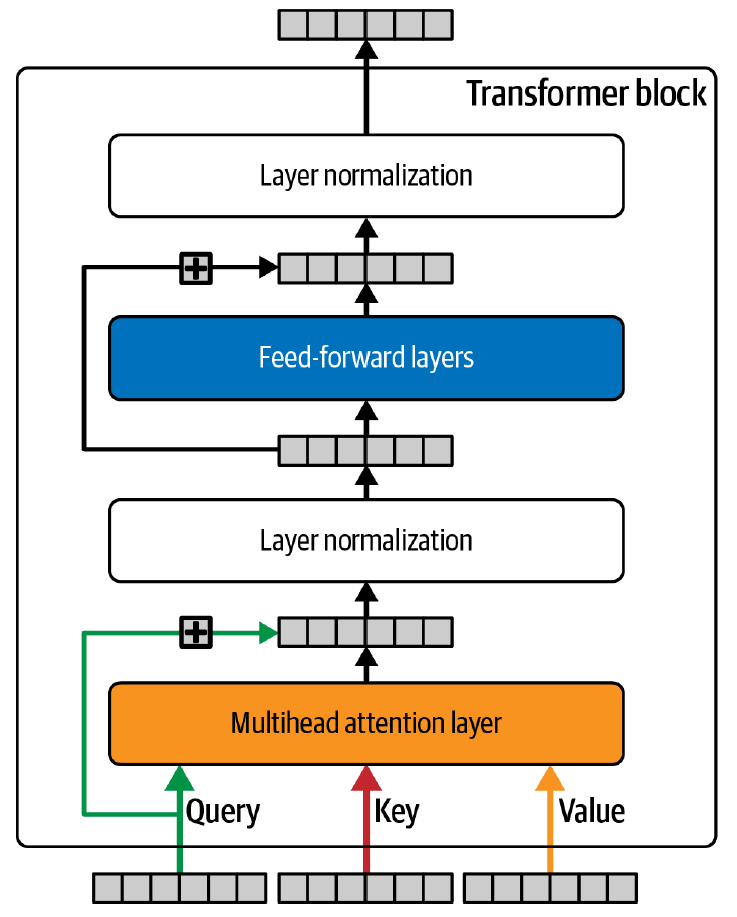 Transformer block
Layer normalization
Feed-forward layers
Layer normalization
Multihead attention layer
Query
Key
Value